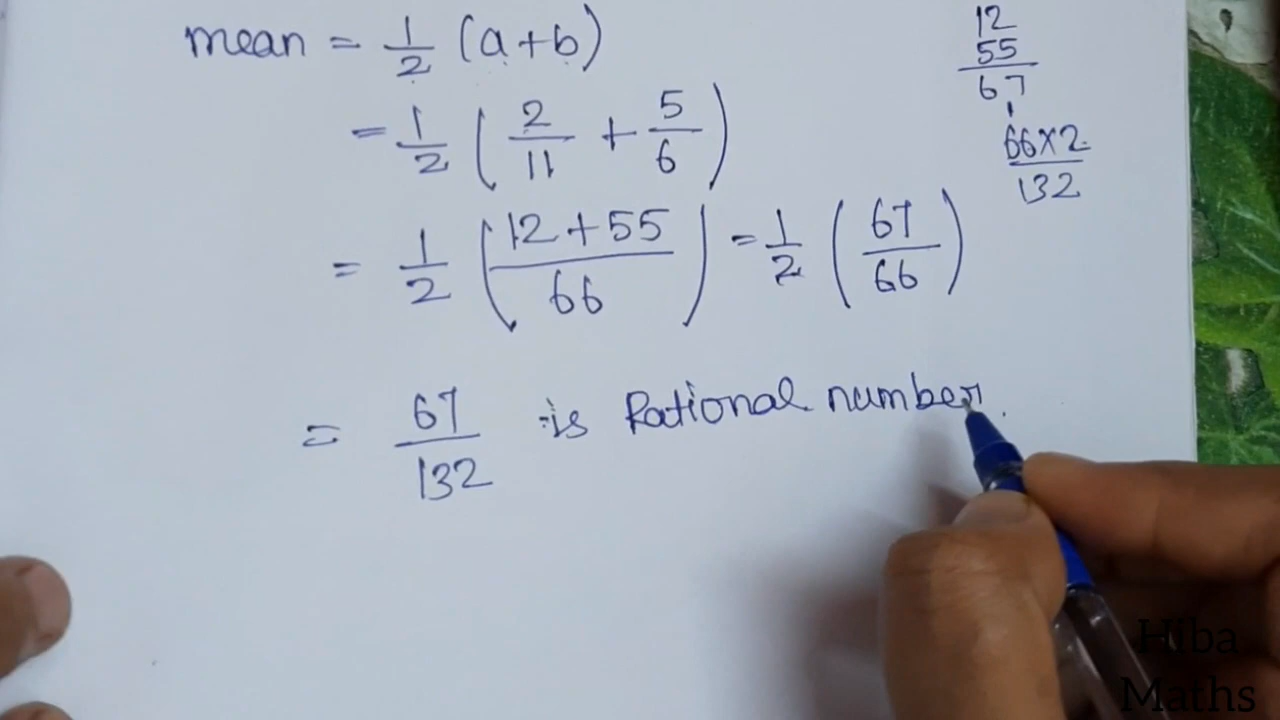 mean = 1/2 (a+b)
= 1/2 ( 2/11 + 5/6 )
= 1/2 ( 12+55 / 66 ) = 1/2 ( 67/66 )
= 67/132 is Rational number.
12
55
67
1
66×2
132
Hiba
Maths